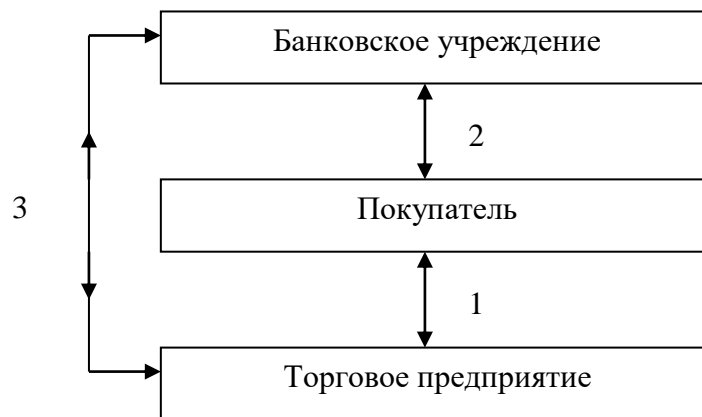 Банковское учреждение
2
3
Покупатель
1
Торговое предприятие